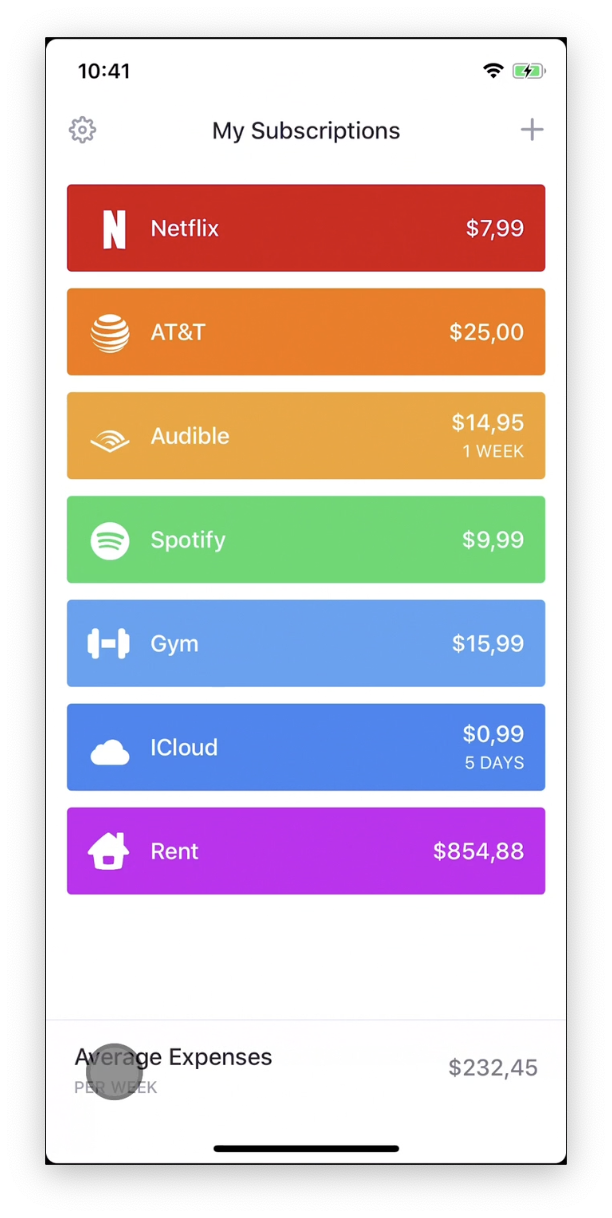 10:41
My Subscriptions
Netflix
$7,99
AT&T
$25,00
Audible
$14,95
1 WEEK
Spotify
$9,99
Gym
$15,99
ICloud
$0,99
5 DAYS
Rent
$854,88
Average Expenses
$232,45
PER WEEK